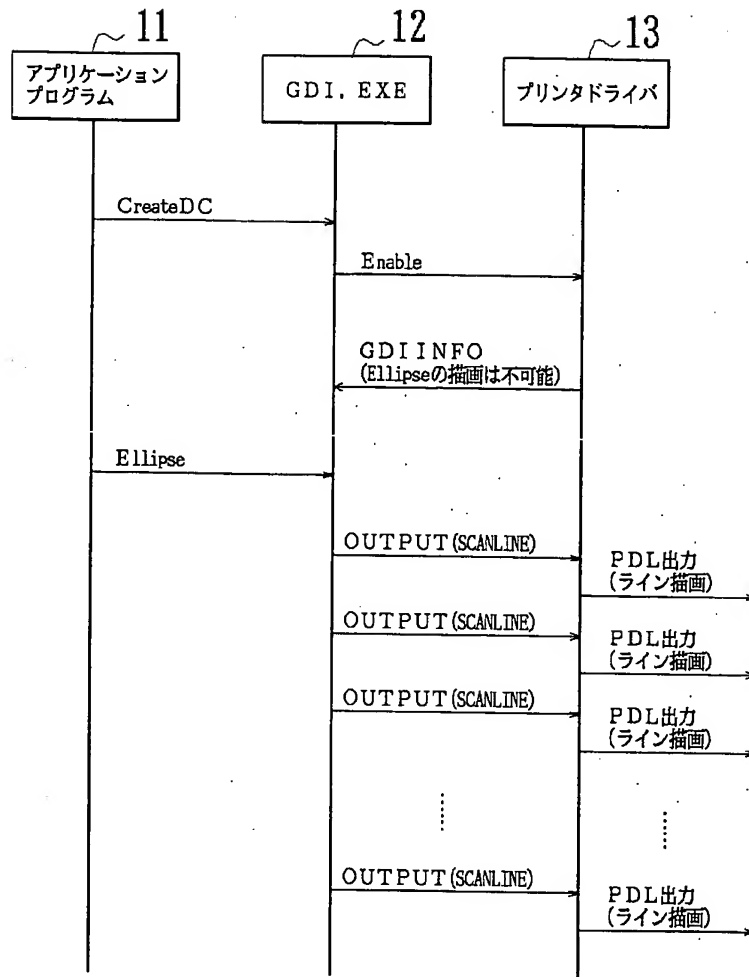 11
12
13
アプリケーション
プログラム
GDI. EXE
プリンタドライバ
CreateDC
Enable
GDIINFO
(Ellipseの描画は不可能)
Ellipse
OUTPUT(SCANLINE)
PDL出力
(ライン描画)
OUTPUT(SCANLINE)
PDL出力
(ライン描画)
OUTPUT(SCANLINE)
PDL出力
(ライン描画)
OUTPUT(SCANLINE)
PDL出力
(ライン描画)